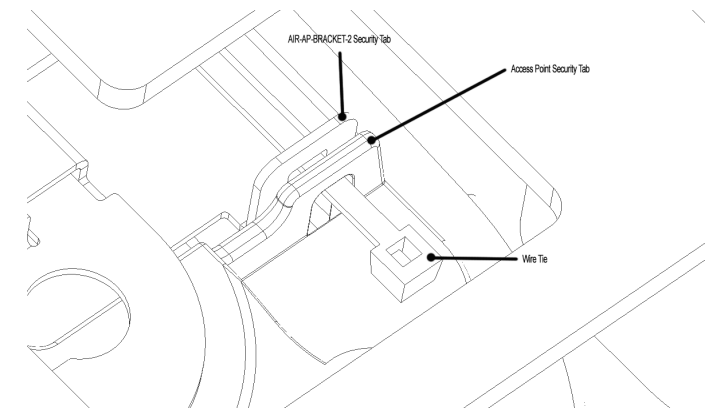 AIR-AP-BRACKET-2 Security Tab
Access Point Security Tab
Wire Tie